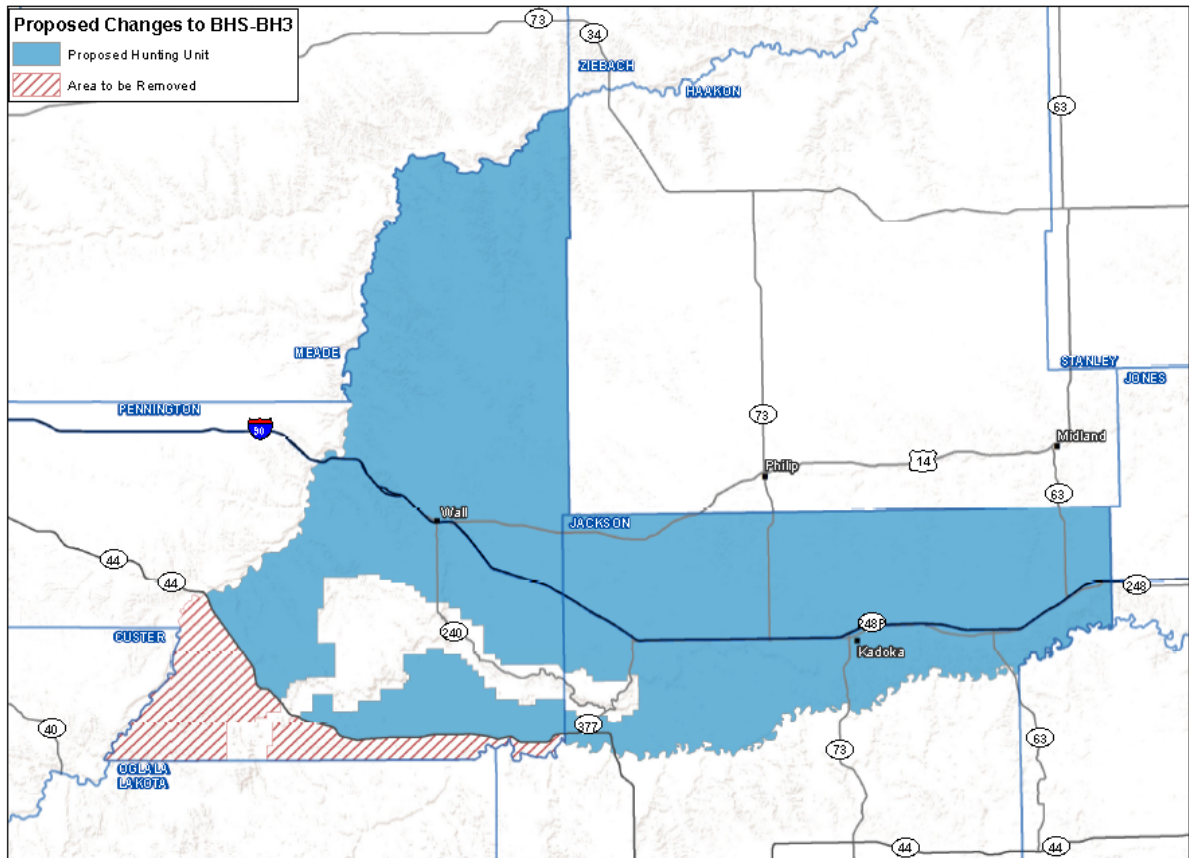 Proposed Changes to BHS-BH3
Proposed Hunting Unit
Area to be Removed
73
34
ZIEBACH
HAAKON
63
MEADE
STANLEY
JONES
PENNINGTON
90
73
Midland
14
Philip
63
Wall
JACKSON
44
44
248
CUSTER
240
248B
Kadoka
377
40
73
63
OGLALA
LAKOTA
44
44